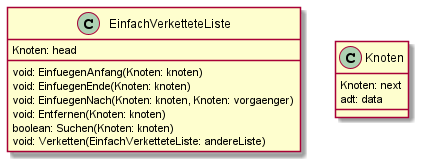 C EinfachVerketteteListe
Knoten: head
void: EinfuegenAnfang(Knoten: knoten)
void: EinfuegenEnde(Knoten: knoten)
void: EinfuegenNach(Knoten: knoten, Knoten: vorgaenger)
void: Entfernen(Knoten: knoten)
boolean: Suchen(Knoten: knoten)
void: Verketten(EinfachVerketteteListe: andereListe)
C Knoten
Knoten: next
adt: data